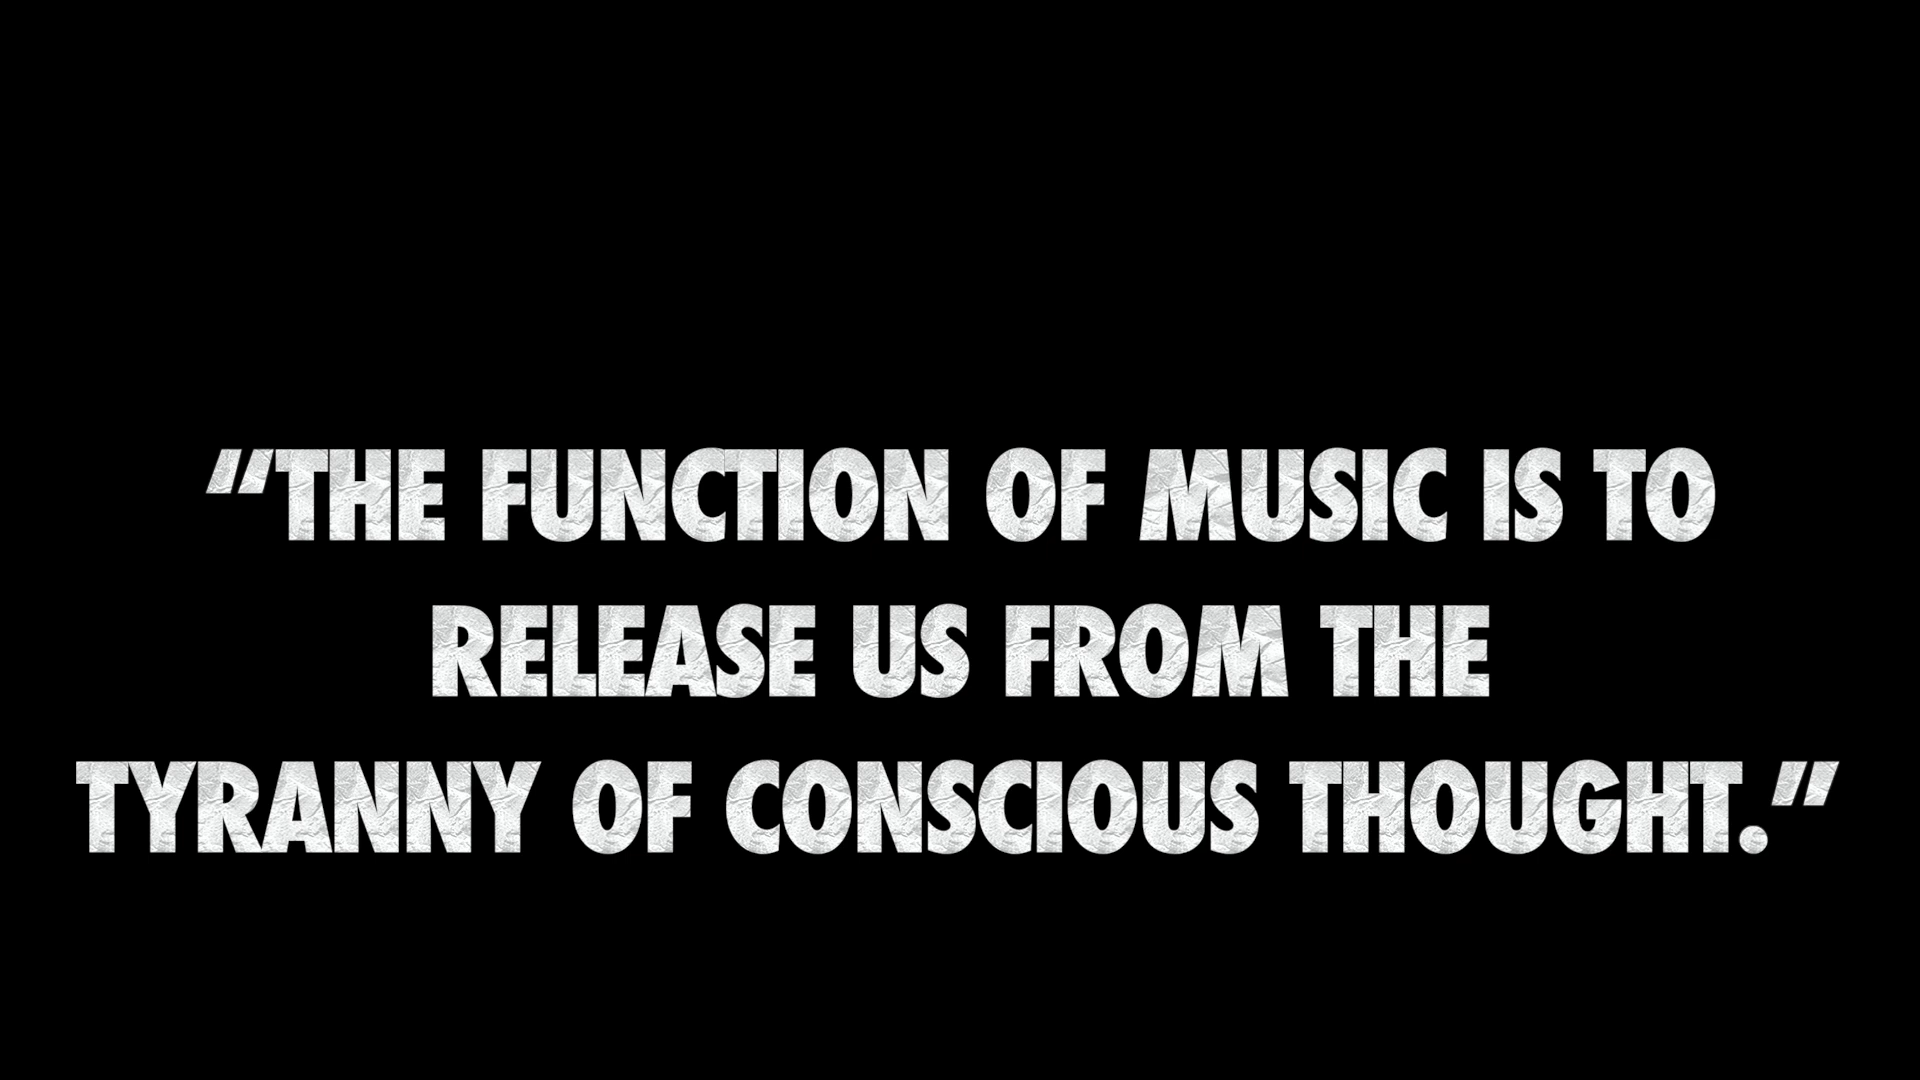 “THE FUNCTION OF MUSIC IS TO
RELEASE US FROM THE
TYRANNY OF CONSCIOUS THOUGHT.”